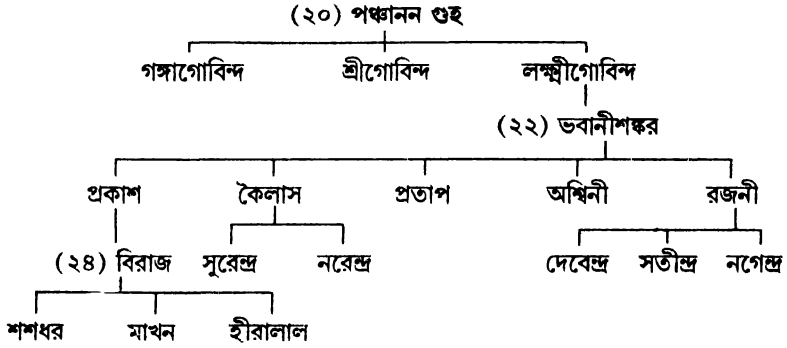 (২০) পঞ্চানন গুহ
গঙ্গাগোবিন্দ শ্রীগোবিন্দ লক্ষ্মীগোবিন্দ
(২২) ভবানীশঙ্কর
প্রকাশ কৈলাস প্রতাপ অশ্বিনী রজনী
(২৪) বিরাজ সুরেন্দ্র নরেন্দ্র দেবেন্দ্র সতীন্দ্র নগেন্দ্র
শশধর মাখন হীরালাল